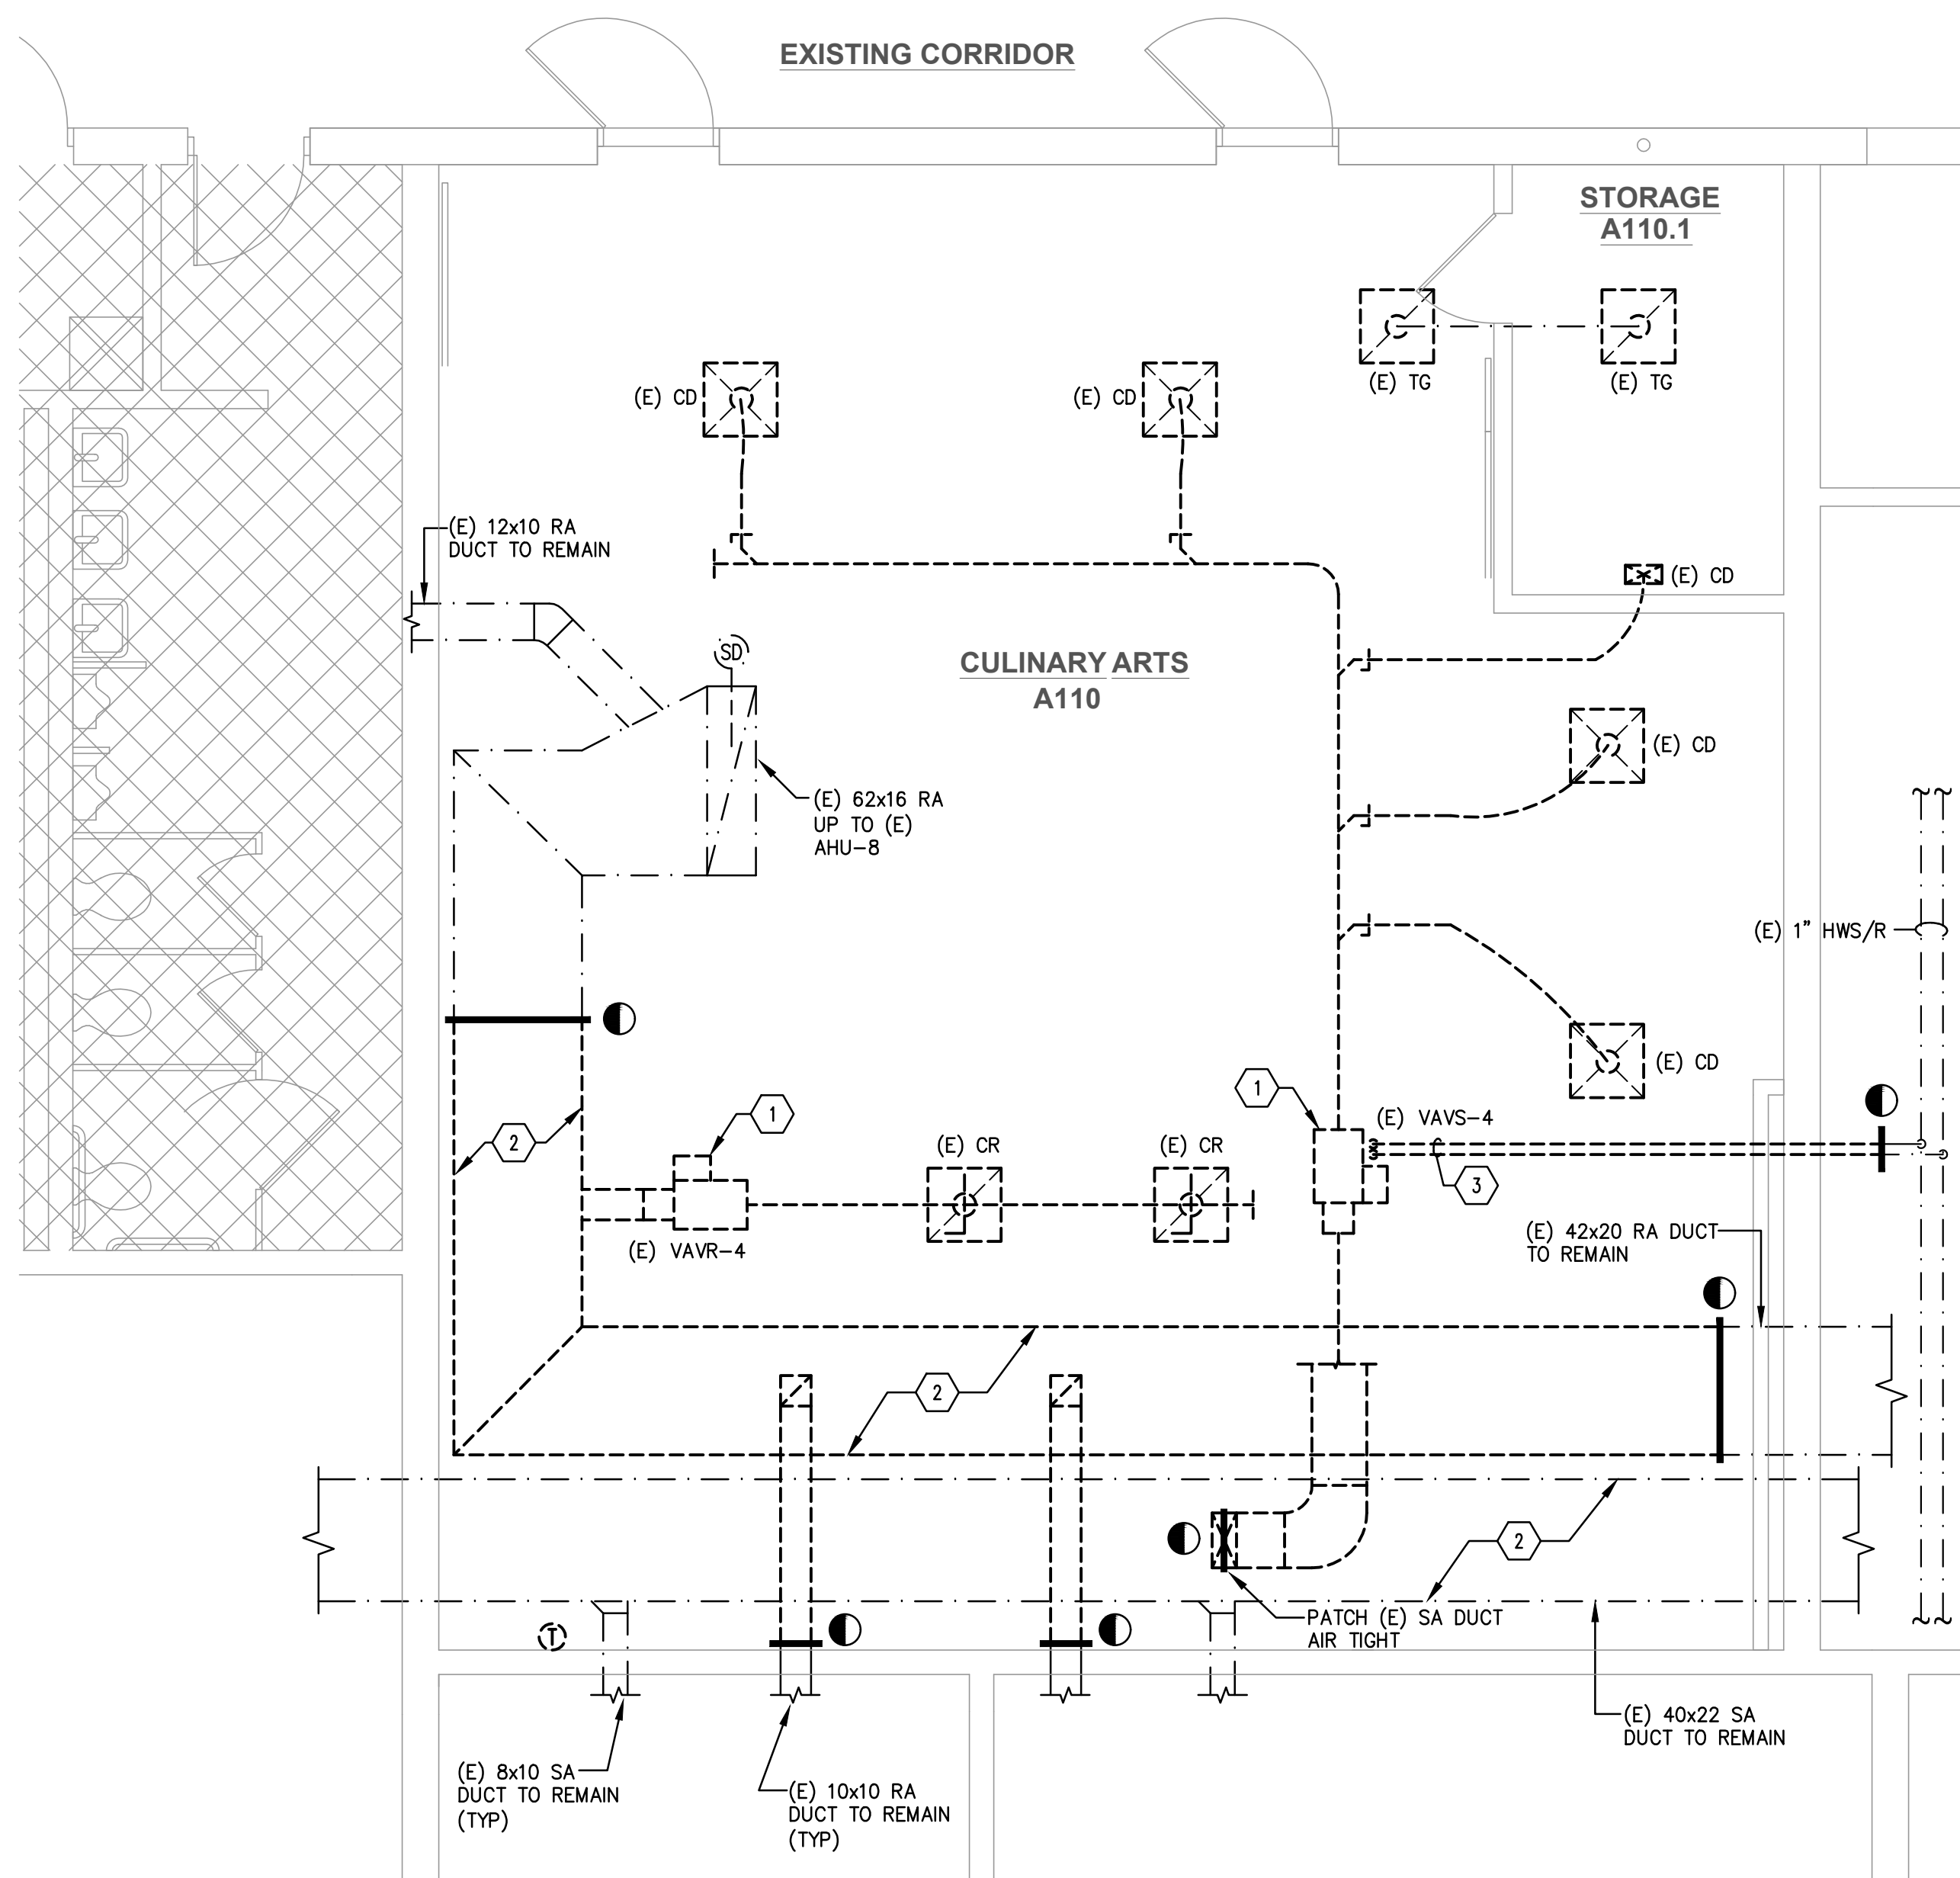 EXISTING CORRIDOR
STORAGE
A110.1
(E) TG
(E) TG
(E) CD
(E) CD
(E) 12x10 RA
DUCT TO REMAIN
(E) CD
SD
CULINARY ARTS
A110
(E) CD
(E) 62x16 RA
UP TO (E)
AHU-8
(E) 1" HWS/R
(E) CD
1
1
(E) VAVS-4
2
(E) CR
(E) CR
3
(E) VAVR-4
(E) 42x20 RA DUCT
TO REMAIN
2
2
PATCH (E) SA DUCT
AIR TIGHT
T
(E) 40x22 SA
DUCT TO REMAIN
(E) 8x10 SA
DUCT TO REMAIN
(TYP)
(E) 10x10 RA
DUCT TO REMAIN
(TYP)